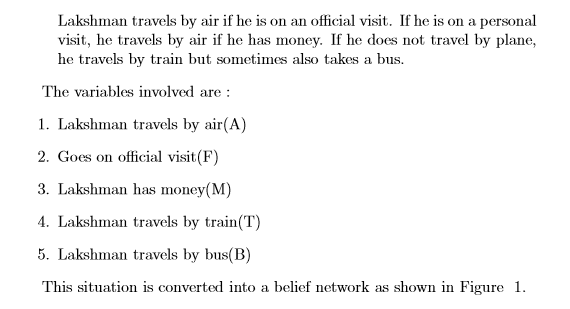 Lakshman travels by air if he is on an official visit. If he is on a personal
visit, he travels by air if he has money. If he does not travel by plane,
he travels by train but sometimes also takes a bus.
The variables involved are :
1. Lakshman travels by air(A)
2. Goes on official visit(F)
3. Lakshman has money(M)
4. Lakshman travels by train(T)
5. Lakshman travels by bus(B)
This situation is converted into a belief network as shown in Figure 1.